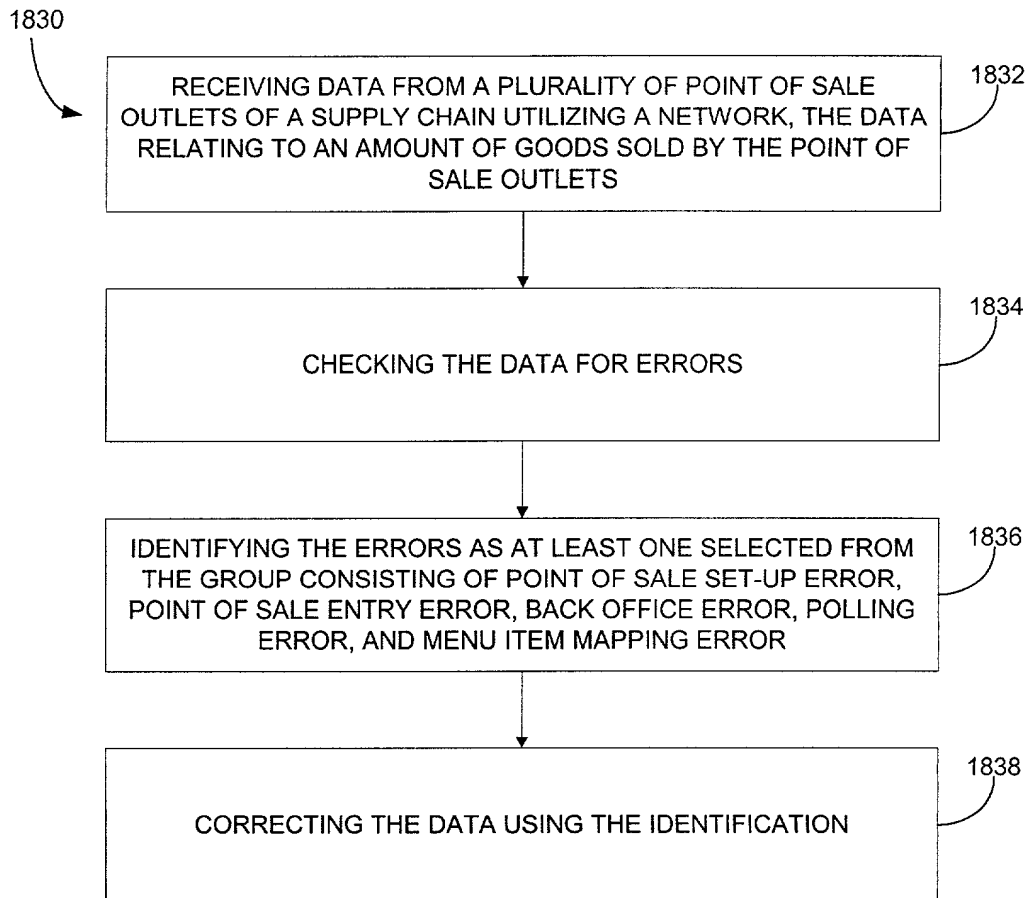 1830
RECEIVING DATA FROM A PLURALITY OF POINT OF SALE
OUTLETS OF A SUPPLY CHAIN UTILIZING A NETWORK, THE DATA
RELATING TO AN AMOUNT OF GOODS SOLD BY THE POINT OF
SALE OUTLETS
1832
CHECKING THE DATA FOR ERRORS
1834
IDENTIFYING THE ERRORS AS AT LEAST ONE SELECTED FROM
THE GROUP CONSISTING OF POINT OF SALE SET-UP ERROR,
POINT OF SALE ENTRY ERROR, BACK OFFICE ERROR, POLLING
ERROR, AND MENU ITEM MAPPING ERROR
1836
CORRECTING THE DATA USING THE IDENTIFICATION
1838